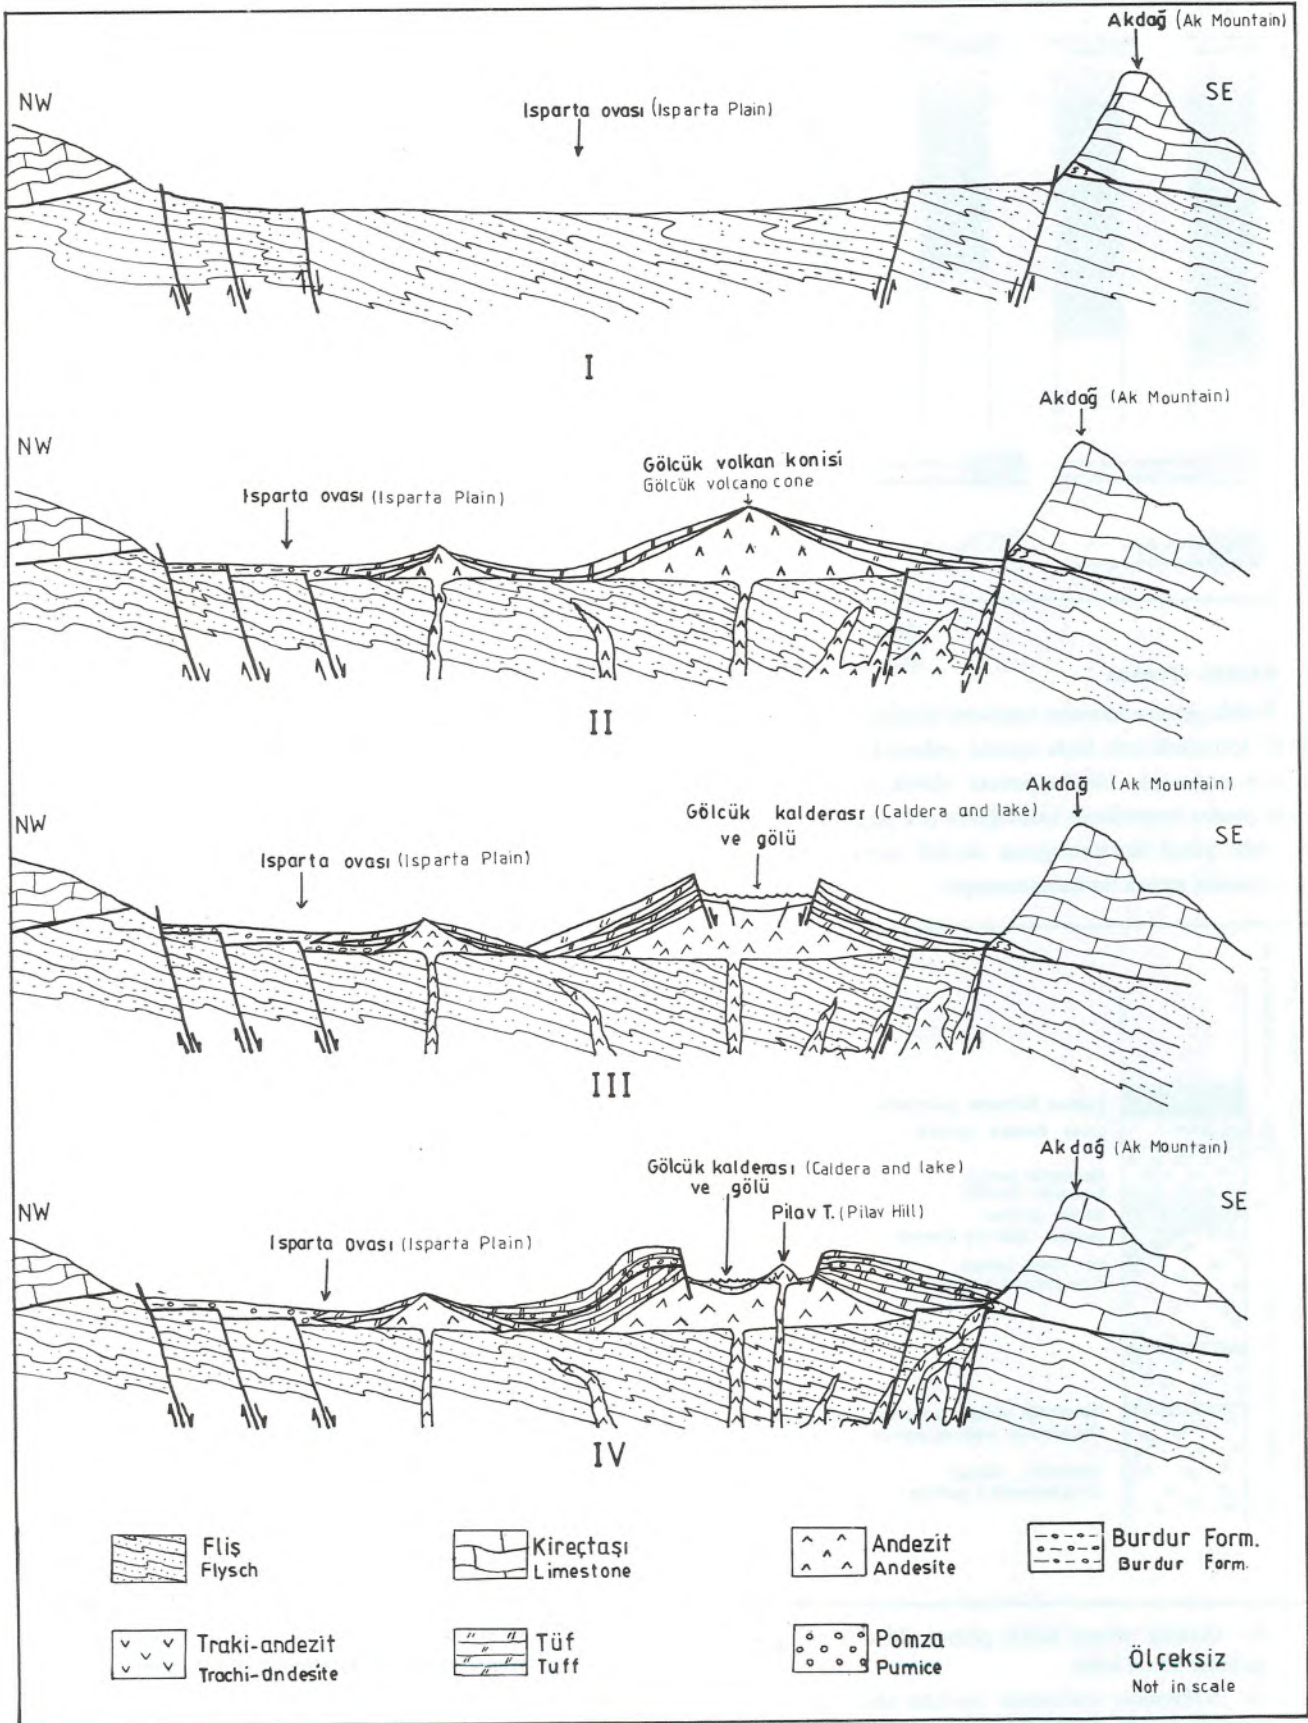 Akdağ (Ak Mountain)
NW
SE
Isparta ovası (Isparta Plain)
I
Akdağ (Ak Mountain)
NW
Gölcük volkan konisi
Gölcük volcano cone
Isparta ovası (Isparta Plain)
II
Akdağ (Ak Mountain)
Gölcük kalderası (Caldera and lake)
ve gölü
NW
SE
Isparta ovası (Isparta Plain)
III
Akdağ (Ak Mountain)
Gölcük kalderası (Caldera and lake)
ve gölü
NW
SE
Pilav T. (Pilav Hill)
Isparta Ovası (Isparta Plain)
IV
Fliş
Flysch
Kireçtaşı
Limestone
Andezit
Andesite
Burdur Form.
Burdur Form.
Traki-andezit
Trachi-andesite
Tüf
Tuff
Pomza
Pumice
Ölçeksiz
Not in scale